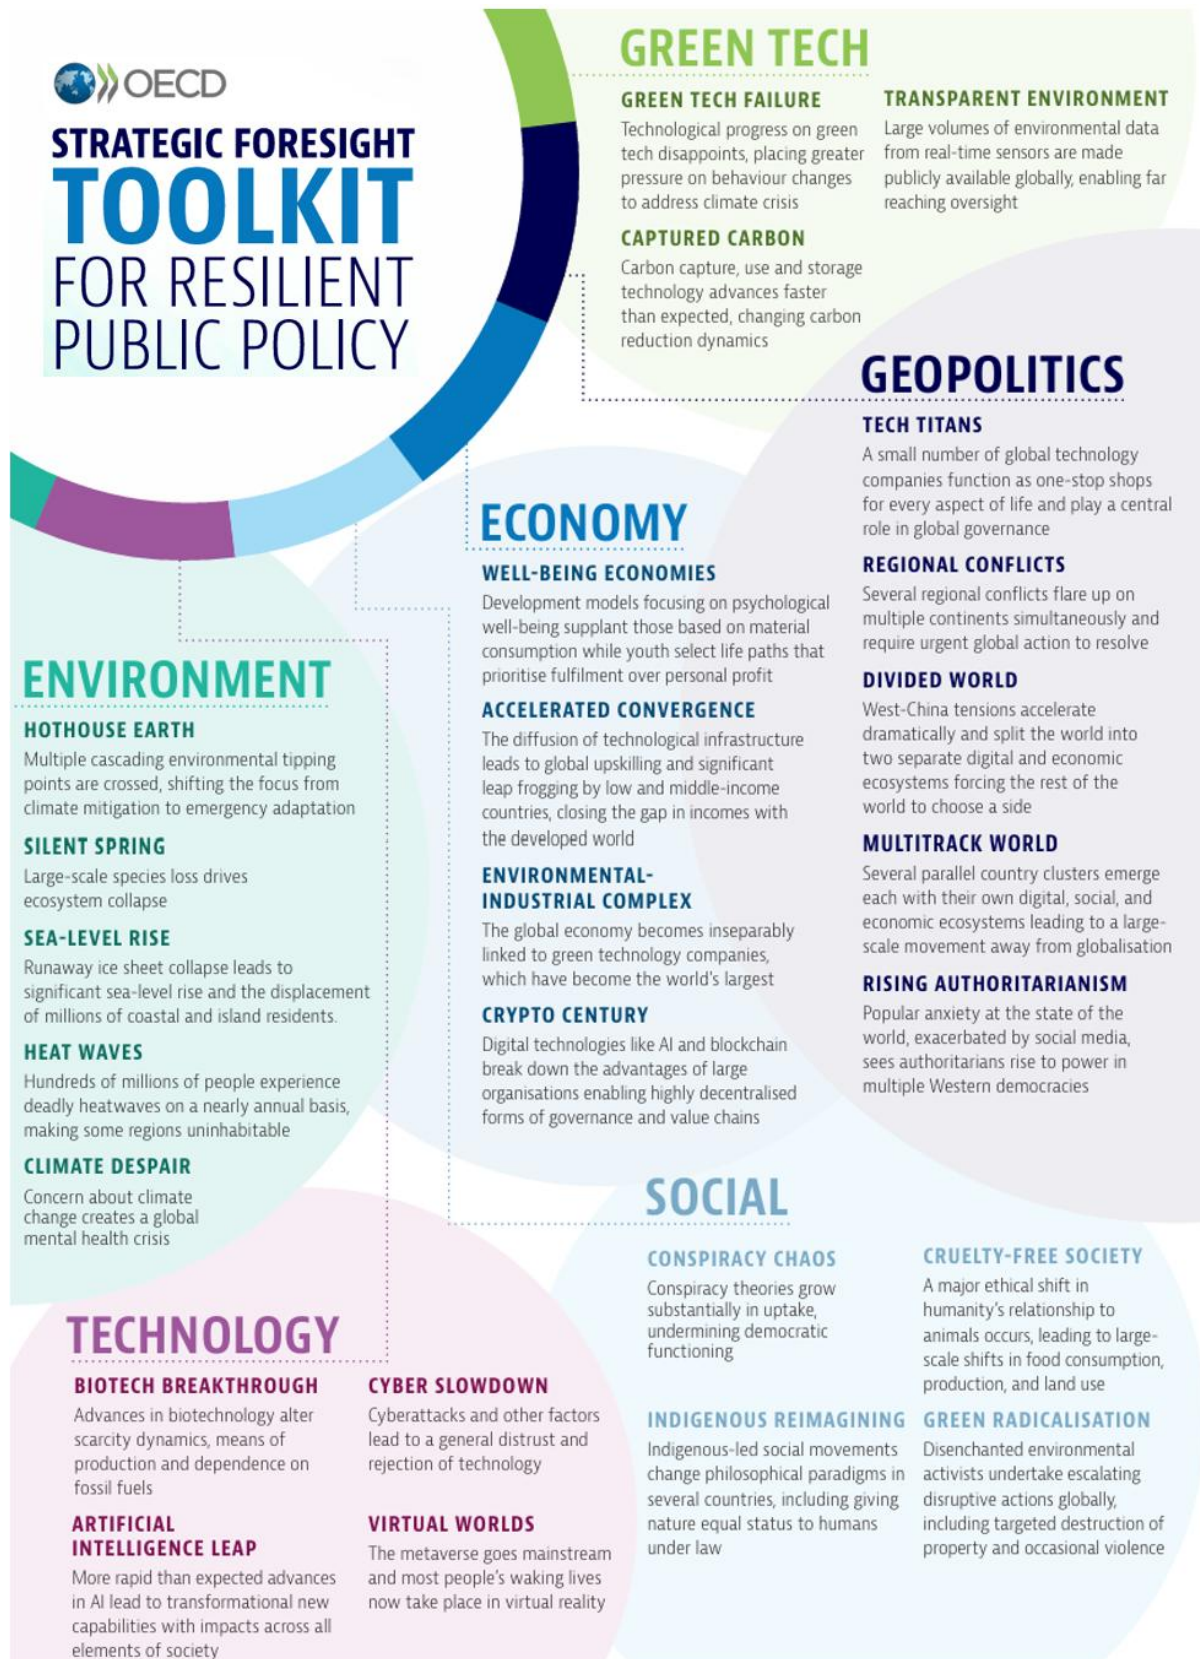 OECD
STRATEGIC FORESIGHT
TOOLKIT
FOR RESILIENT
PUBLIC POLICY
GREEN TECH
GREEN TECH FAILURE
Technological progress on green
tech disappoints, placing greater
pressure on behaviour changes
to address climate crisis
CAPTURED CARBON
Carbon capture, use and storage
technology advances faster
than expected, changing carbon
reduction dynamics
TRANSPARENT ENVIRONMENT
Large volumes of environmental data
from real-time sensors are made
publicly available globally, enabling far
reaching oversight
GEOPOLITICS
TECH TITANS
A small number of global technology
companies function as one-stop shops
for every aspect of life and play a central
role in global governance
REGIONAL CONFLICTS
Several regional conflicts flare up on
multiple continents simultaneously and
require urgent global action to resolve
DIVIDED WORLD
West-China tensions accelerate
dramatically and split the world into
two separate digital and economic
ecosystems forcing the rest of the
world to choose a side
MULTITRACK WORLD
Several parallel country clusters emerge
each with their own digital, social, and
economic ecosystems leading to a large-
scale movement away from globalisation
RISING AUTHORITARIANISM
Popular anxiety at the state of the
world, exacerbated by social media,
sees authoritarians rise to power in
multiple Western democracies
ECONOMY
WELL-BEING ECONOMIES
Development models focusing on psychological
well-being supplant those based on material
consumption while youth select life paths that
prioritise fulfilment over personal profit
ACCELERATED CONVERGENCE
The diffusion of technological infrastructure
leads to global upskilling and significant
leap frogging by low and middle-income
countries, closing the gap in incomes with
the developed world
ENVIRONMENTAL-
INDUSTRIAL COMPLEX
The global economy becomes inseparably
linked to green technology companies,
which have become the world's largest
CRYPTO CENTURY
Digital technologies like AI and blockchain
break down the advantages of large
organisations enabling highly decentralised
forms of governance and value chains
ENVIRONMENT
HOTHOUSE EARTH
Multiple cascading environmental tipping
points are crossed, shifting the focus from
climate mitigation to emergency adaptation
SILENT SPRING
Large-scale species loss drives
ecosystem collapse
SEA-LEVEL RISE
Runaway ice sheet collapse leads to
significant sea-level rise and the displacement
of millions of coastal and island residents.
HEAT WAVES
Hundreds of millions of people experience
deadly heatwaves on a nearly annual basis,
making some regions uninhabitable
CLIMATE DESPAIR
Concern about climate
change creates a global
mental health crisis
SOCIAL
CONSPIRACY CHAOS
Conspiracy theories grow
substantially in uptake,
undermining democratic
functioning
CRUELTY-FREE SOCIETY
A major ethical shift in
humanity's relationship to
animals occurs, leading to large-
scale shifts in food consumption,
production, and land use
INDIGENOUS REIMAGINING
Indigenous-led social movements
change philosophical paradigms in
several countries, including giving
nature equal status to humans
under law
GREEN RADICALISATION
Disenchanted environmental
activists undertake escalating
disruptive actions globally,
including targeted destruction of
property and occasional violence
TECHNOLOGY
BIOTECH BREAKTHROUGH
Advances in biotechnology alter
scarcity dynamics, means of
production and dependence on
fossil fuels
CYBER SLOWDOWN
Cyberattacks and other factors
lead to a general distrust and
rejection of technology
ARTIFICIAL
INTELLIGENCE LEAP
More rapid than expected advances
in AI lead to transformational new
capabilities with impacts across all
elements of society
VIRTUAL WORLDS
The metaverse goes mainstream
and most people's waking lives
now take place in virtual reality